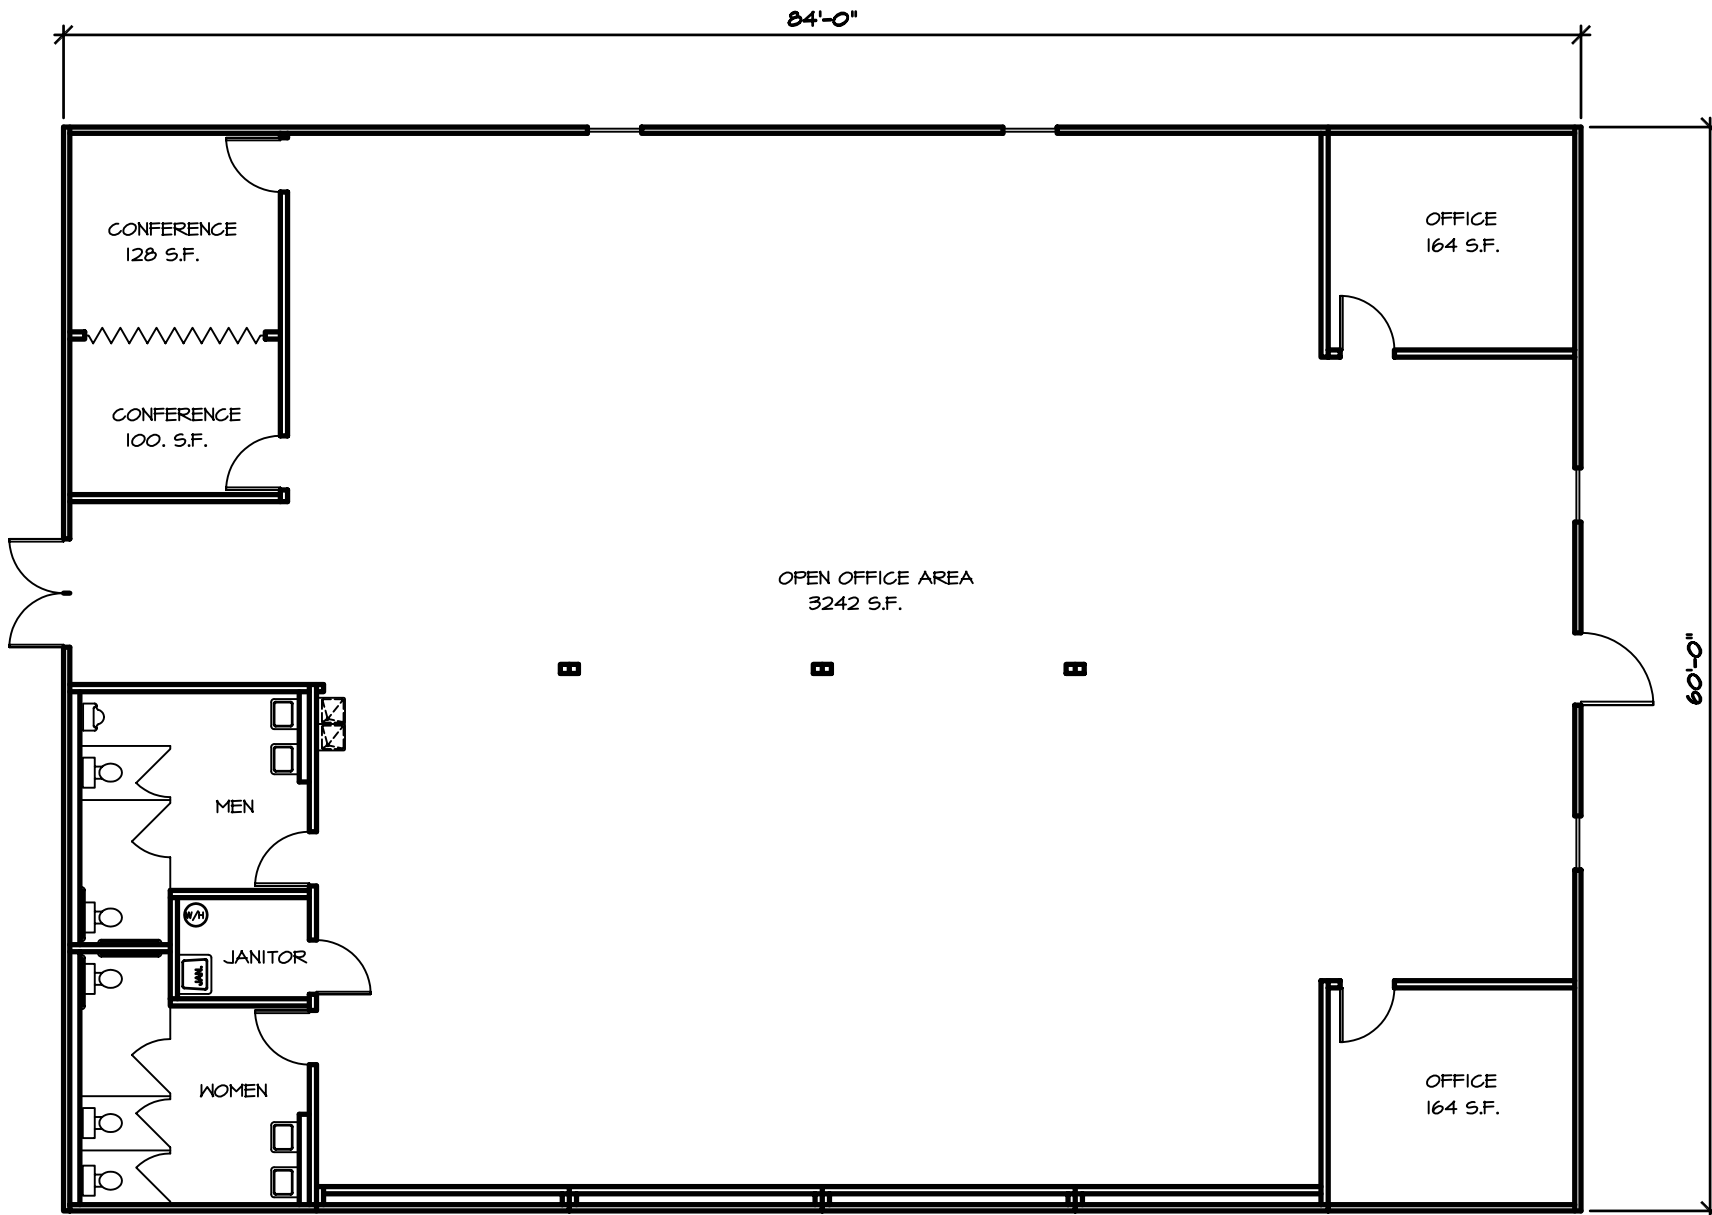 84'-0"
CONFERENCE
128 S.F.
OFFICE
164 S.F.
CONFERENCE
100. S.F.
OPEN OFFICE AREA
3242 S.F.
60'-0"
MEN
W/H
JANITOR
JAN.
WOMEN
OFFICE
164 S.F.